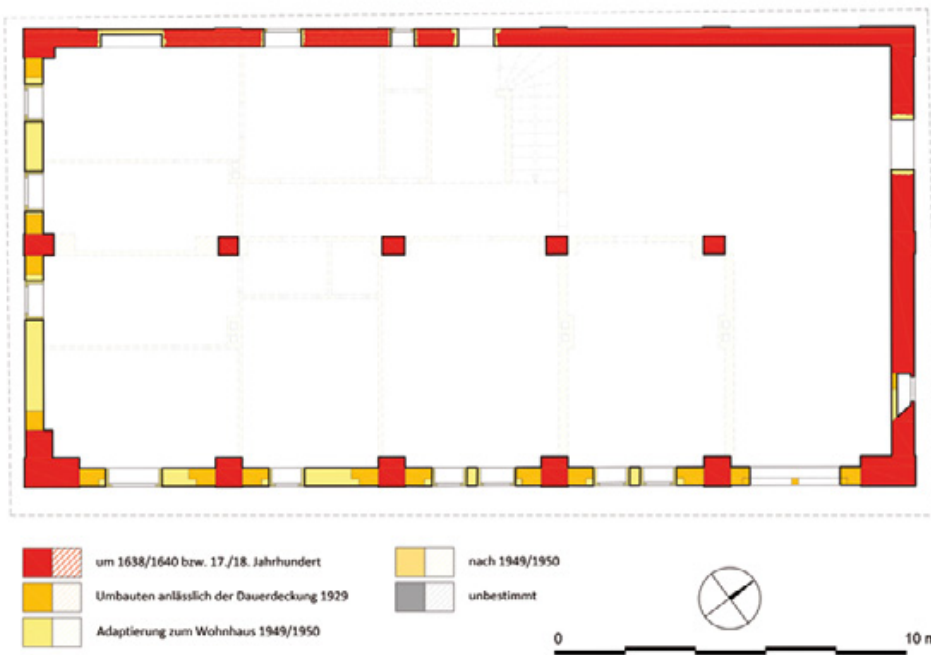 um 1638/1640 bzw. 17./18. Jahrhundert
Umbauten anlässlich der Dauerdeckung 1929
Adaptierung zum Wohnhaus 1949/1950
nach 1949/1950
unbestimmt
0
10 m